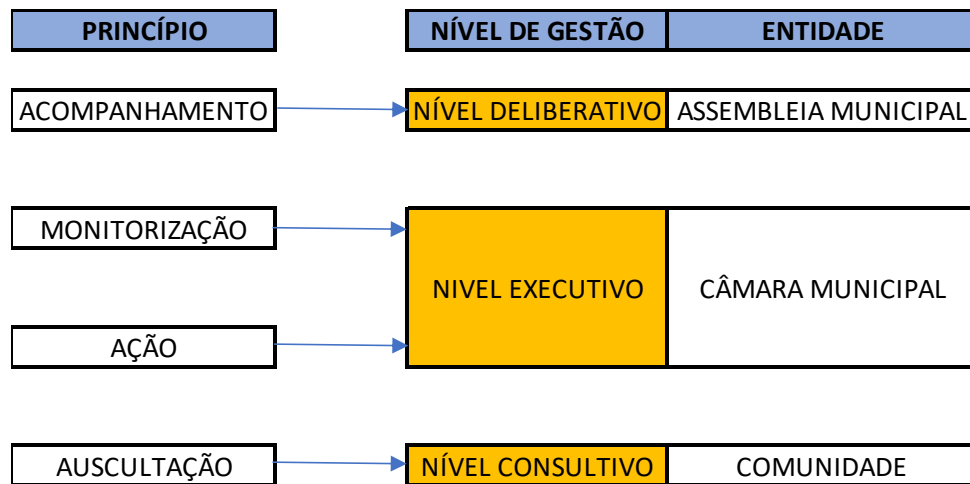 PRINCÍPIO NÍVEL DE GESTÃO ENTIDADE
ACOMPANHAMENTO NÍVEL DELIBERATIVO ASSEMBLEIA MUNICIPAL
MONITORIZAÇÃO
NIVEL EXECUTIVO CÂMARA MUNICIPAL
AÇÃO
AUSCULTAÇÃO NÍVEL CONSULTIVO COMUNIDADE